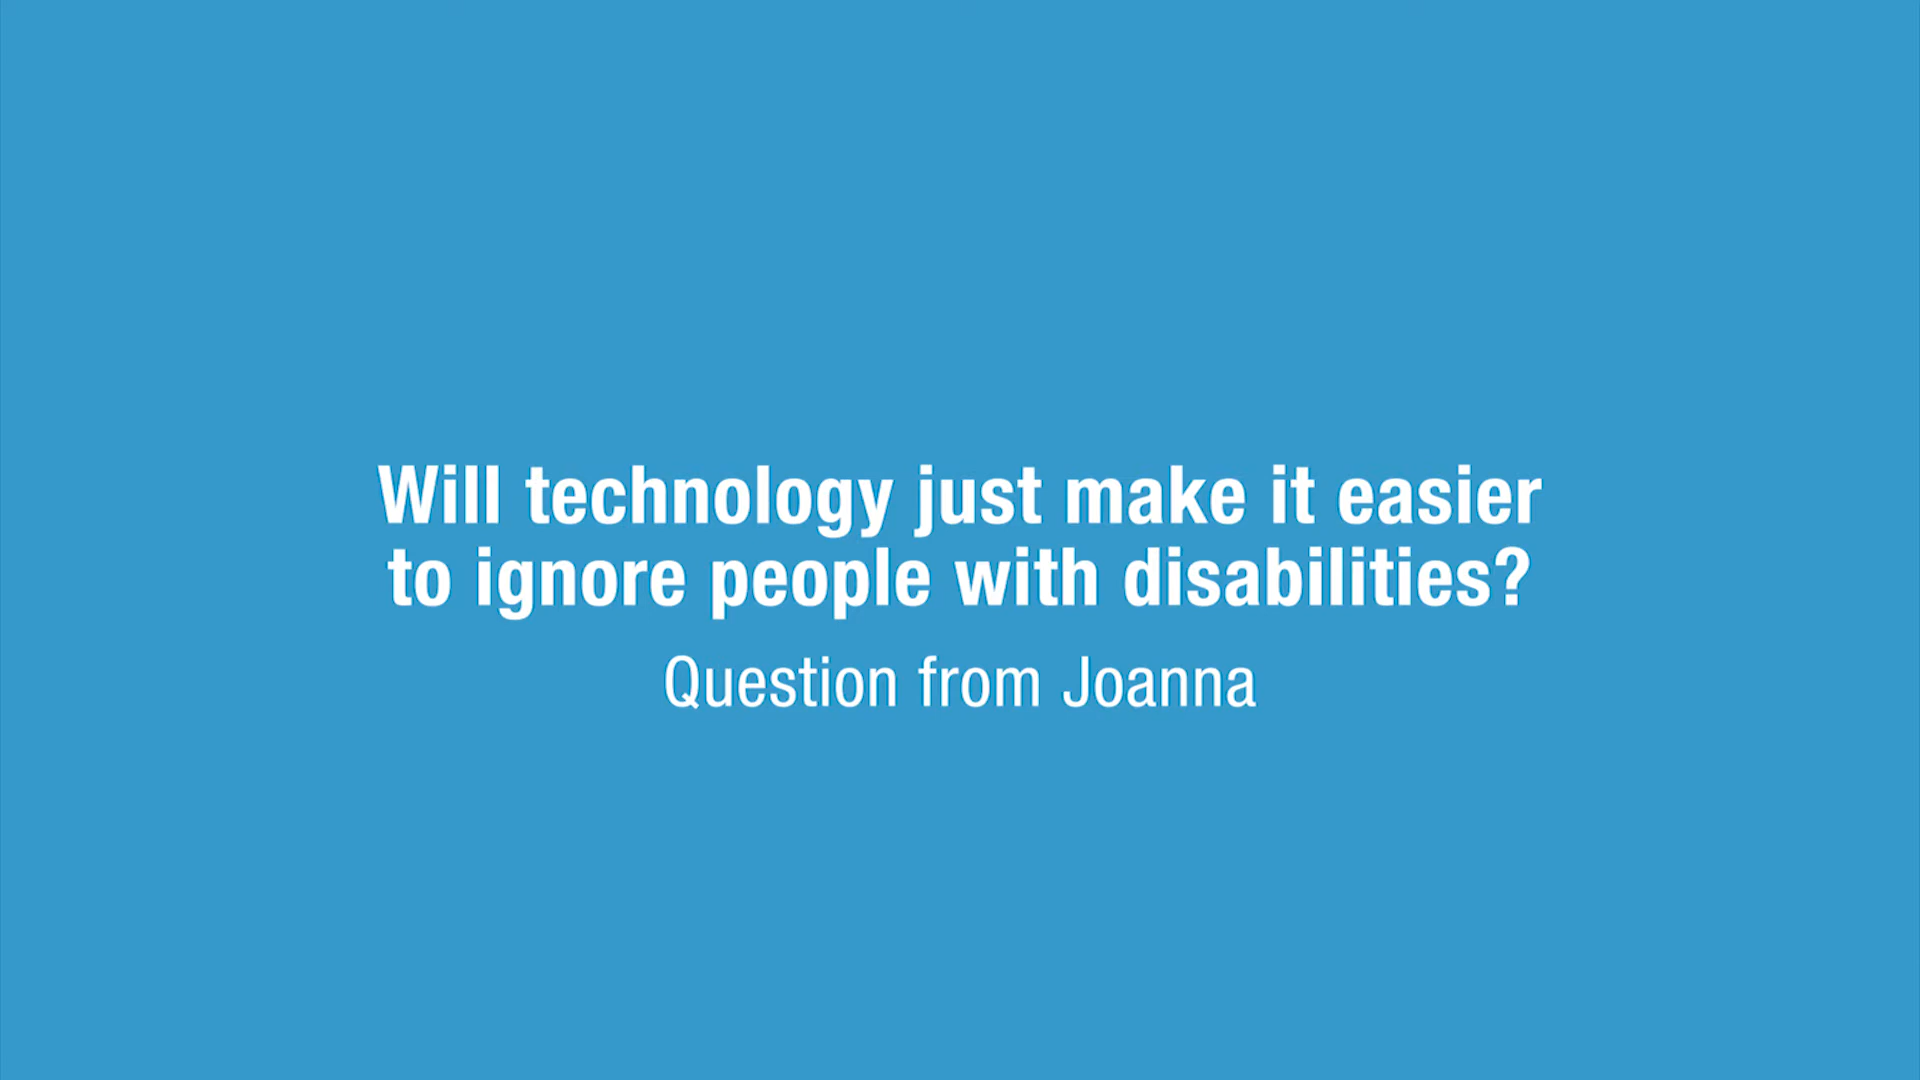 Will technology just make it easier
to ignore people with disabilities?
Question from Joanna